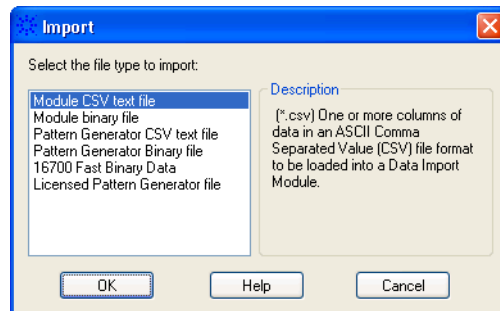 Import
Select the file type to import:
Module CSV text file
Module binary file
Pattern Generator CSV text file
Pattern Generator Binary file
16700 Fast Binary Data
Licensed Pattern Generator file
Description
(*.csv) One or more columns of
data in an ASCII Comma
Separated Value (CSV) file format
to be loaded into a Data Import
Module.
OK
Help
Cancel